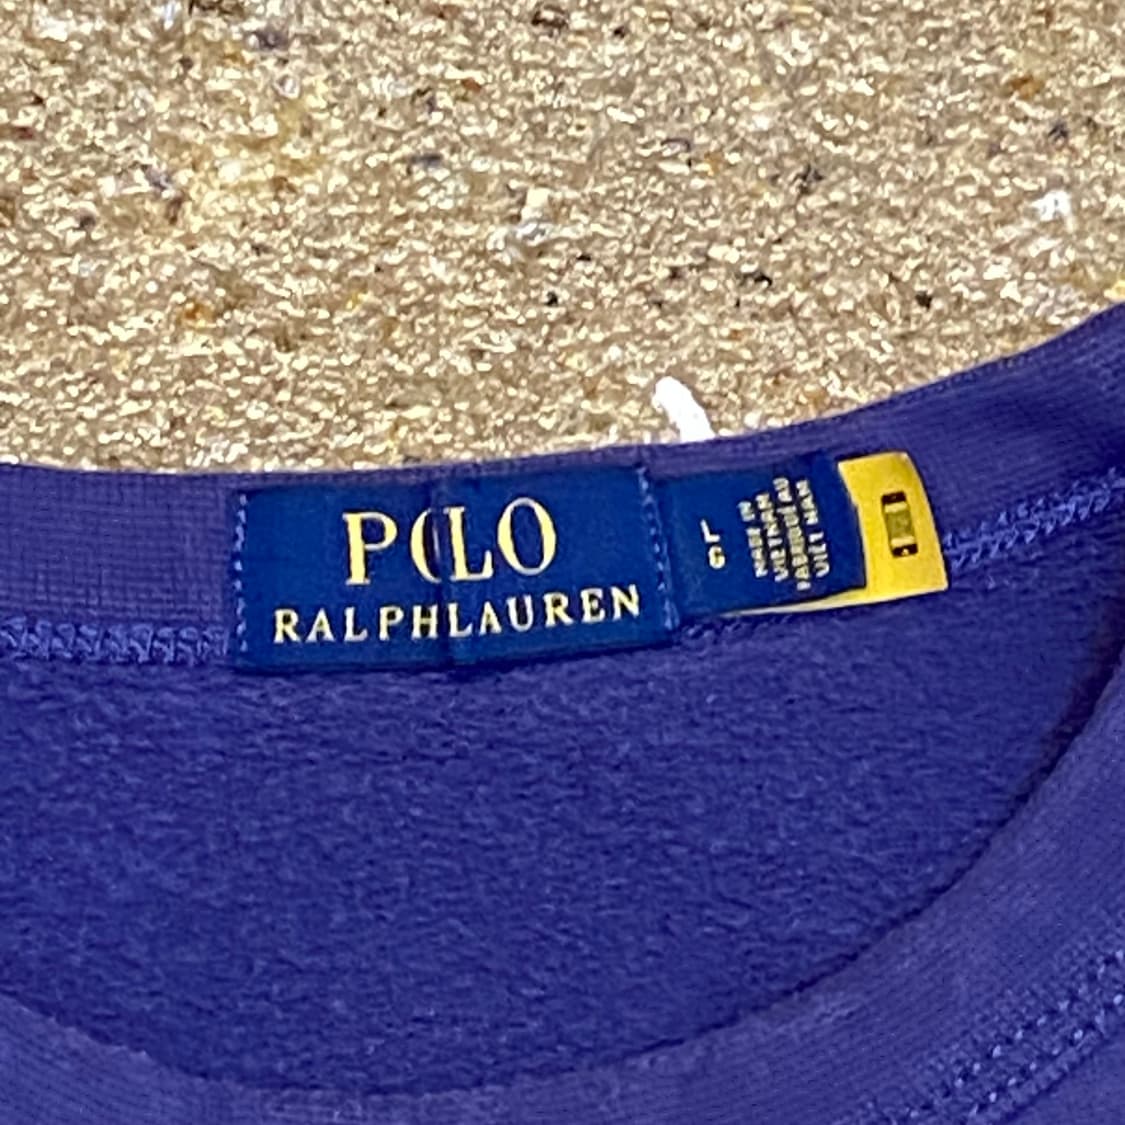 POLO
RALPH LAUREN
L
G
MADE IN
VIETNAM
FABRIQUÉ AU
VIET NAM